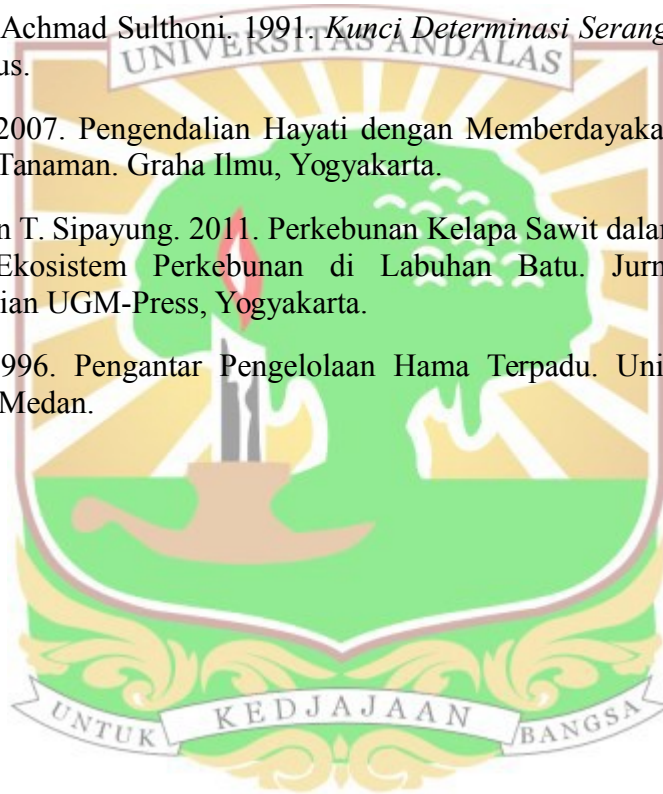 Achmad Sulthoni. 1991. Kunci Determinasi Serang
us.
UNIVERSITAS ANDALAS
2007. Pengendalian Hayati dengan Memberdayaka
Tanaman. Graha Ilmu, Yogyakarta.
n T. Sipayung. 2011. Perkebunan Kelapa Sawit dalar
Ekosistem Perkebunan di Labuhan Batu. Jurn
ian UGM-Press, Yogyakarta.
996. Pengantar Pengelolaan Hama Terpadu. Uni
Medan.
UNTUK KEDJAJAAN BANGSA